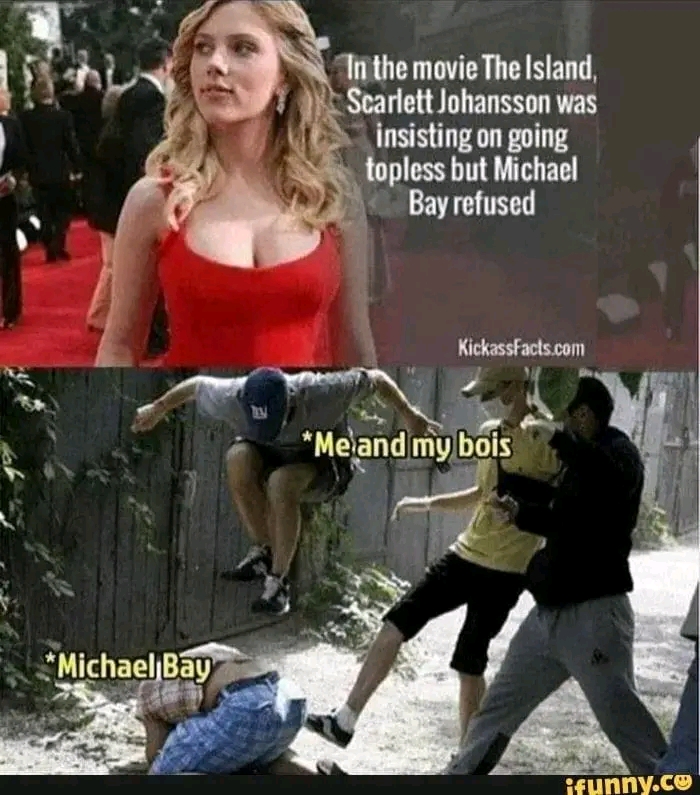 In the movie The Island,
Scarlett Johansson was
insisting on going
topless but Michael
Bay refused
KickassFacts.com
NY
*Me and my bois
*Michael Bay
ifunny.co